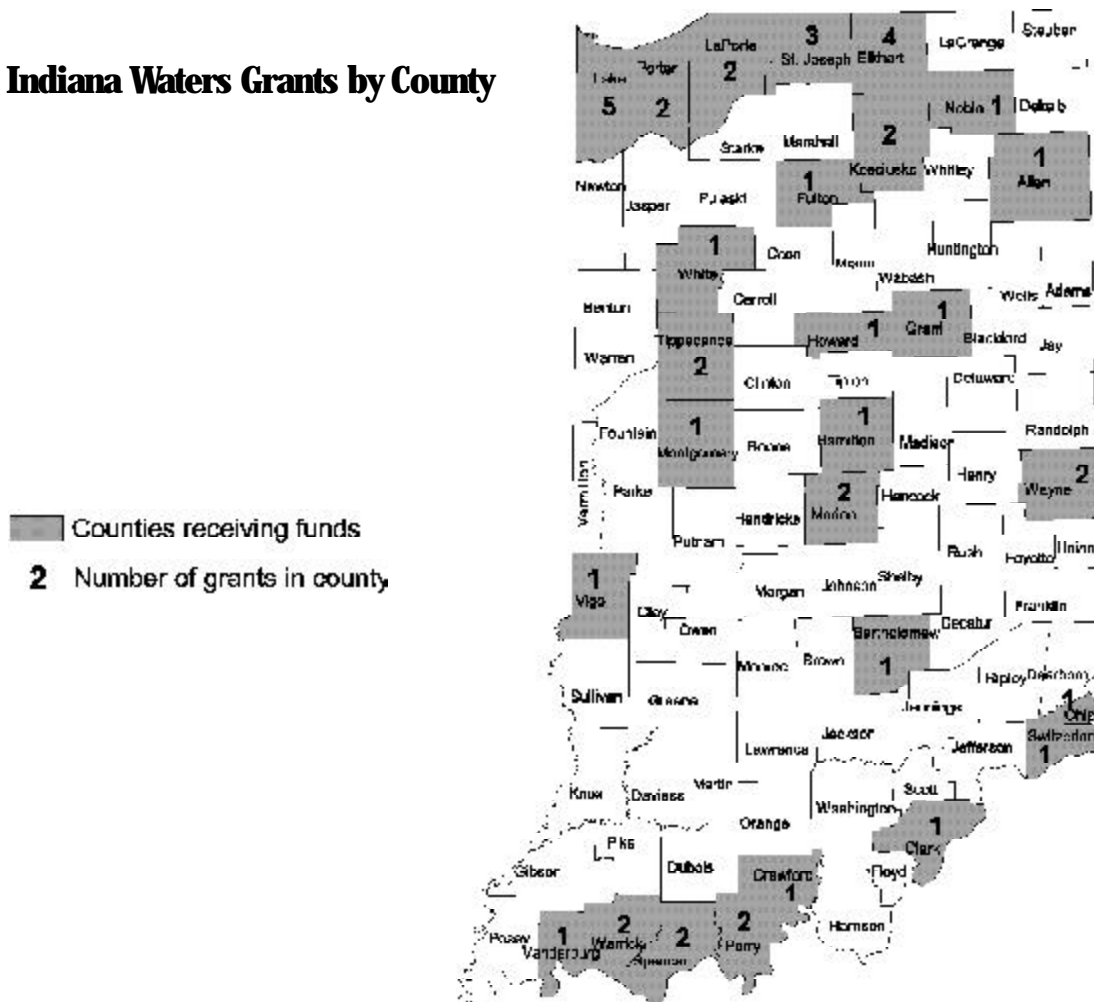 Indiana Waters Grants by County
Counties receiving funds
2 Number of grants in county
3 4
LaPorte St. Joseph Elkhart LaGrange Steuben
Lake Porter 2
5 2
Noble 1 Dekalb
Starke Marshall 2 1
Kosciusko Whitley Allen
Newton Jasper Pulaski 1 Fulton
Huntington
1 White Cass Miami Wabash
Wells Adams
Benton Carroll
1 Howard 1 Grant Blackford Jay
Tippecanoe
Warren 2 Clinton Tipton
1 1 Randolph
Fountain Montgomery Boone Hamilton Madison
Henry 2
Vermillion Parke 2 Wayne
Hendricks Marion Hancock
Putnam Rush Fayette Union
1 Vigo Morgan Johnson Shelby
Clay Owen Franklin
Bartholomew Decatur
Monroe Brown 1
Ripley
Sullivan Greene Jennings 1
Jackson Jefferson 1
Lawrence
Knox Daviess Martin Scott
Washington
Orange 1
Pike Clark
Gibson Dubois Floyd
Crawford 1
Harrison
Posey 1 2 2 2
Warrick Spencer Perry